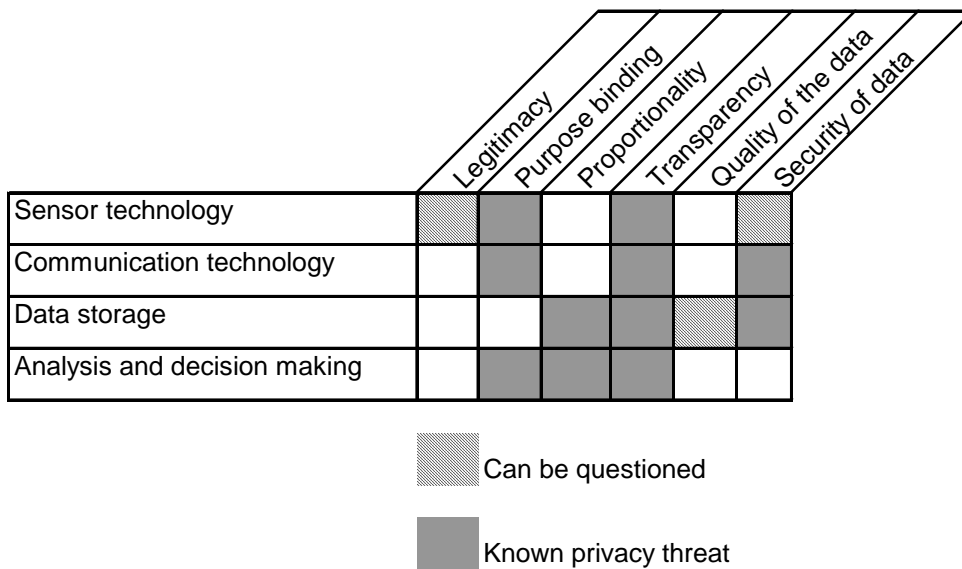 Legitimacy
Purpose binding
Proportionality
Transparency
Quality of the data
Security of data
Sensor technology
Communication technology
Data storage
Analysis and decision making
Can be questioned
Known privacy threat